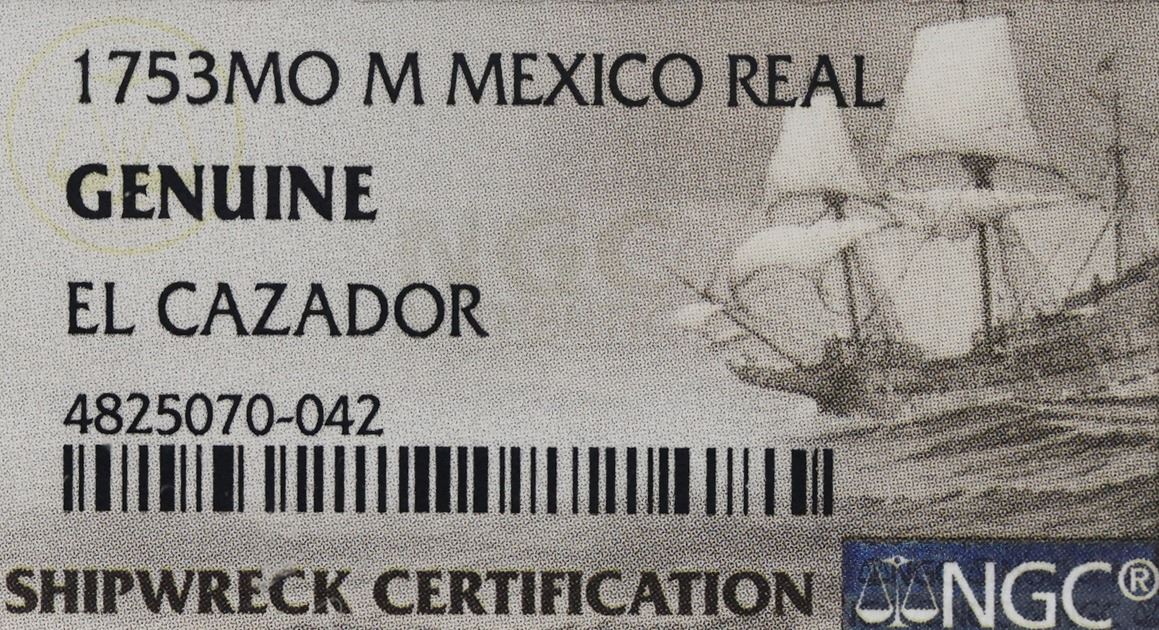 1753MO M MEXICO REAL
GENUINE
EL CAZADOR
4825070-042
SHIPWRECK CERTIFICATION
NGC®